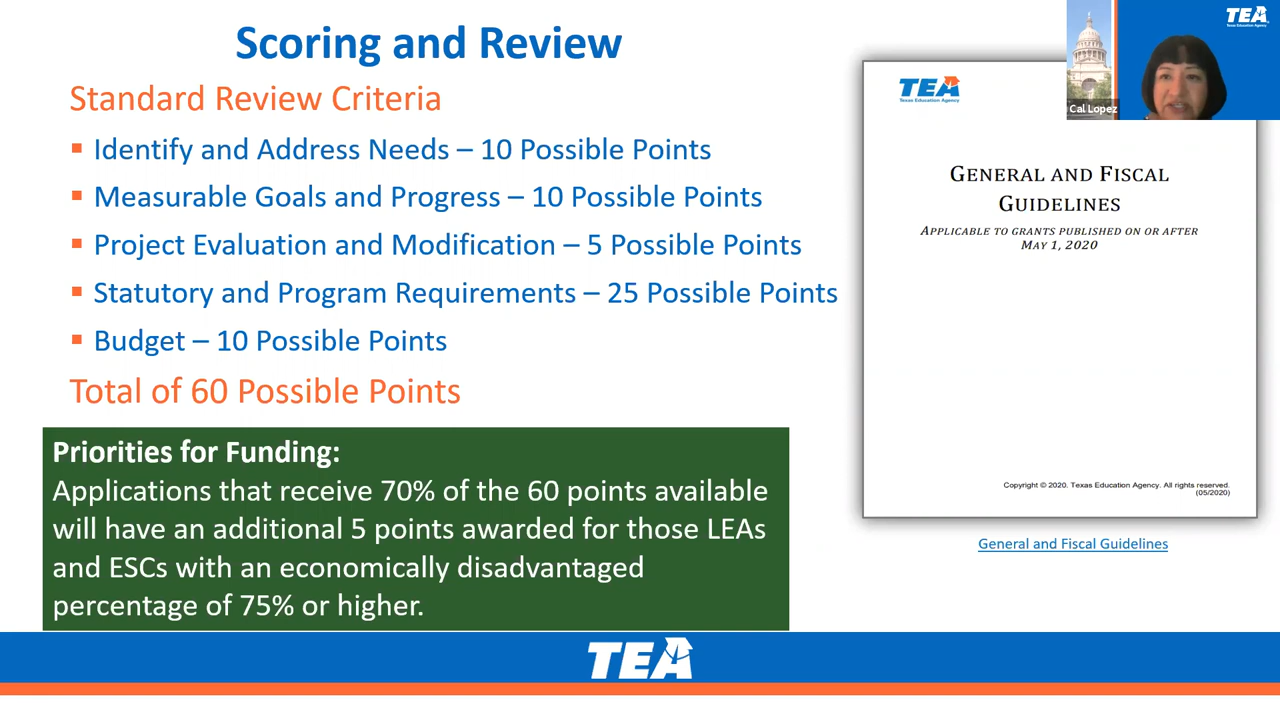 Scoring and Review
Standard Review Criteria
Identify and Address Needs – 10 Possible Points
Measurable Goals and Progress – 10 Possible Points
Project Evaluation and Modification – 5 Possible Points
Statutory and Program Requirements – 25 Possible Points
Budget – 10 Possible Points
Total of 60 Possible Points
Priorities for Funding:
Applications that receive 70% of the 60 points available
will have an additional 5 points awarded for those LEAs
and ESCs with an economically disadvantaged
percentage of 75% or higher.
TEA
Texas Education Agency
GENERAL AND FISCAL
GUIDELINES
APPLICABLE TO GRANTS PUBLISHED ON OR AFTER
MAY 1, 2020
Copyright © 2020. Texas Education Agency. All rights reserved.
(05/2020)
General and Fiscal Guidelines
TEA
Texas Education Agency
Cal Lopez
TEA